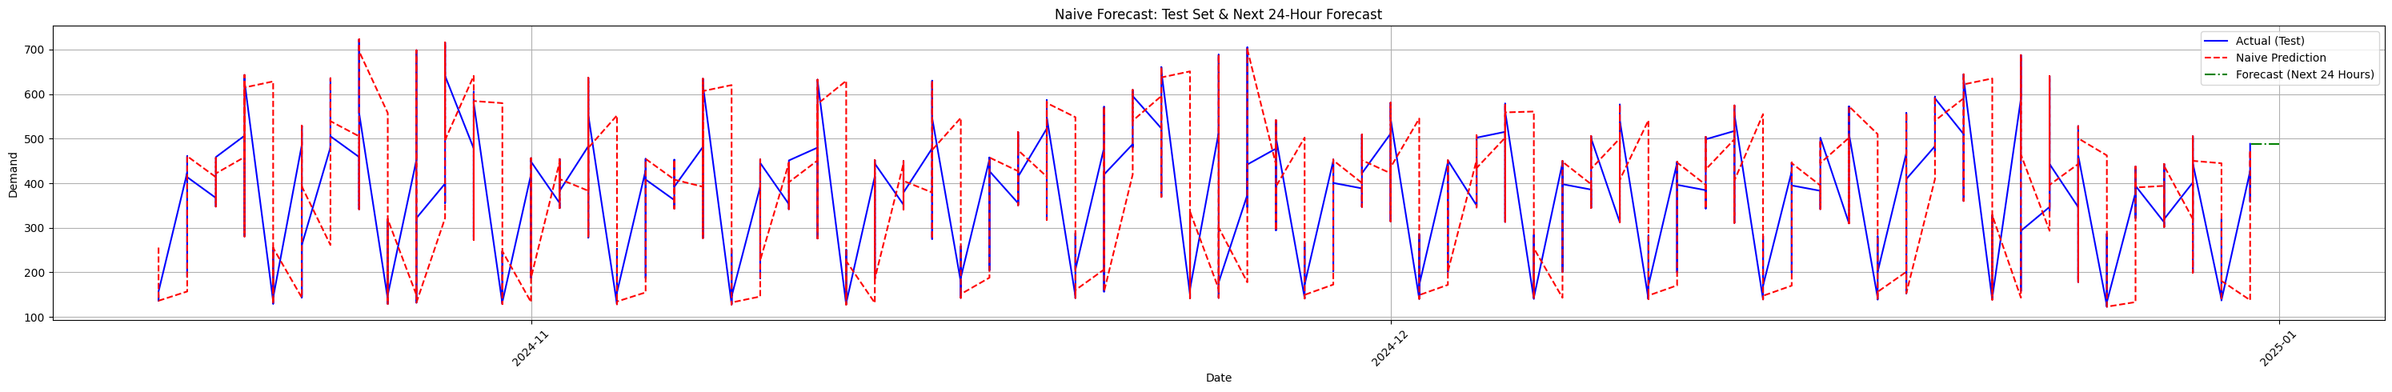 Naive Forecast: Test Set & Next 24-Hour Forecast
Actual (Test)
Naive Prediction
Forecast (Next 24 Hours)
Demand
700
600
500
400
300
200
100
2024-11
2024-12
2025-01
Date